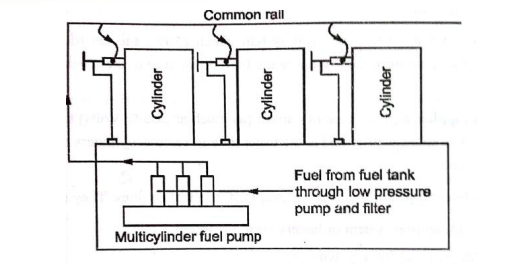 Common rail
Cylinder
Cylinder
Cylinder
Fuel from fuel tank
through low pressure
pump and filter
Multicylinder fuel pump